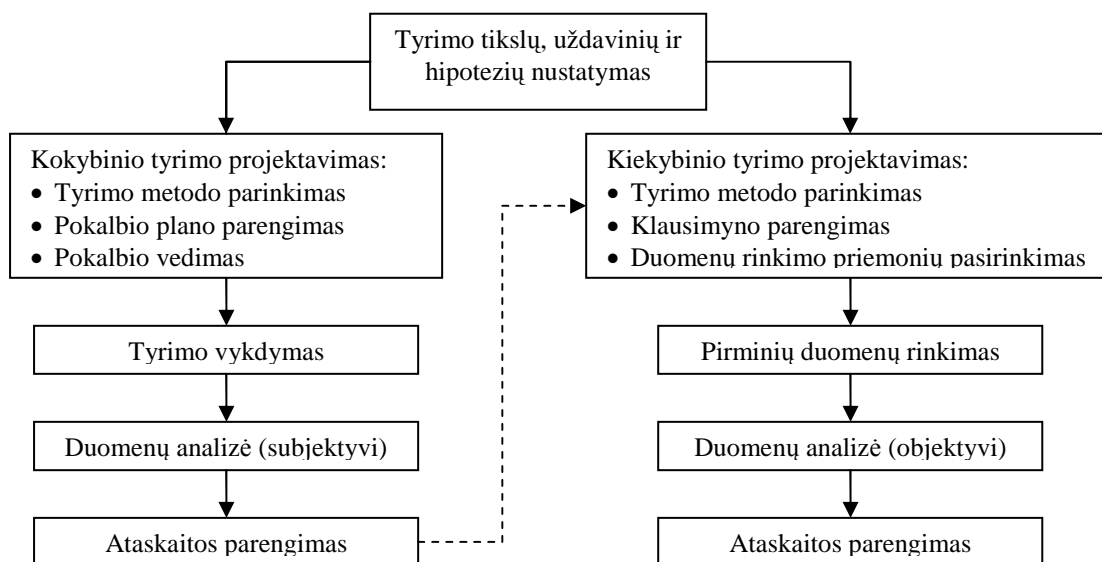 Tyrimo tikslų, uždavinių ir
hipotezių nustatymas
Kokybinio tyrimo projektavimas:
• Tyrimo metodo parinkimas
• Pokalbio plano parengimas
• Pokalbio vedimas
Tyrimo vykdymas
Duomenų analizė (subjektyvi)
Ataskaitos parengimas
Kiekybinio tyrimo projektavimas:
• Tyrimo metodo parinkimas
• Klausimyno parengimas
• Duomenų rinkimo priemonių pasirinkimas
Pirminių duomenų rinkimas
Duomenų analizė (objektyvi)
Ataskaitos parengimas